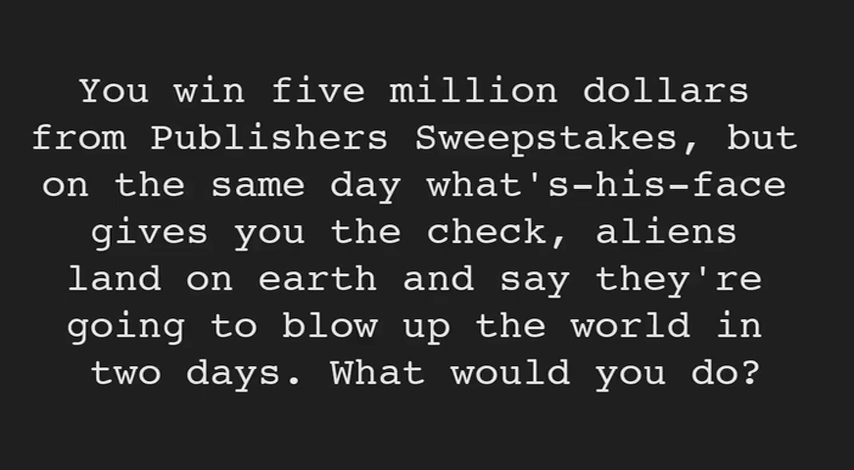 You win five million dollars
from Publishers Sweepstakes, but
on the same day what's-his-face
gives you the check, aliens
land on earth and say they're
going to blow up the world in
two days. What would you do?